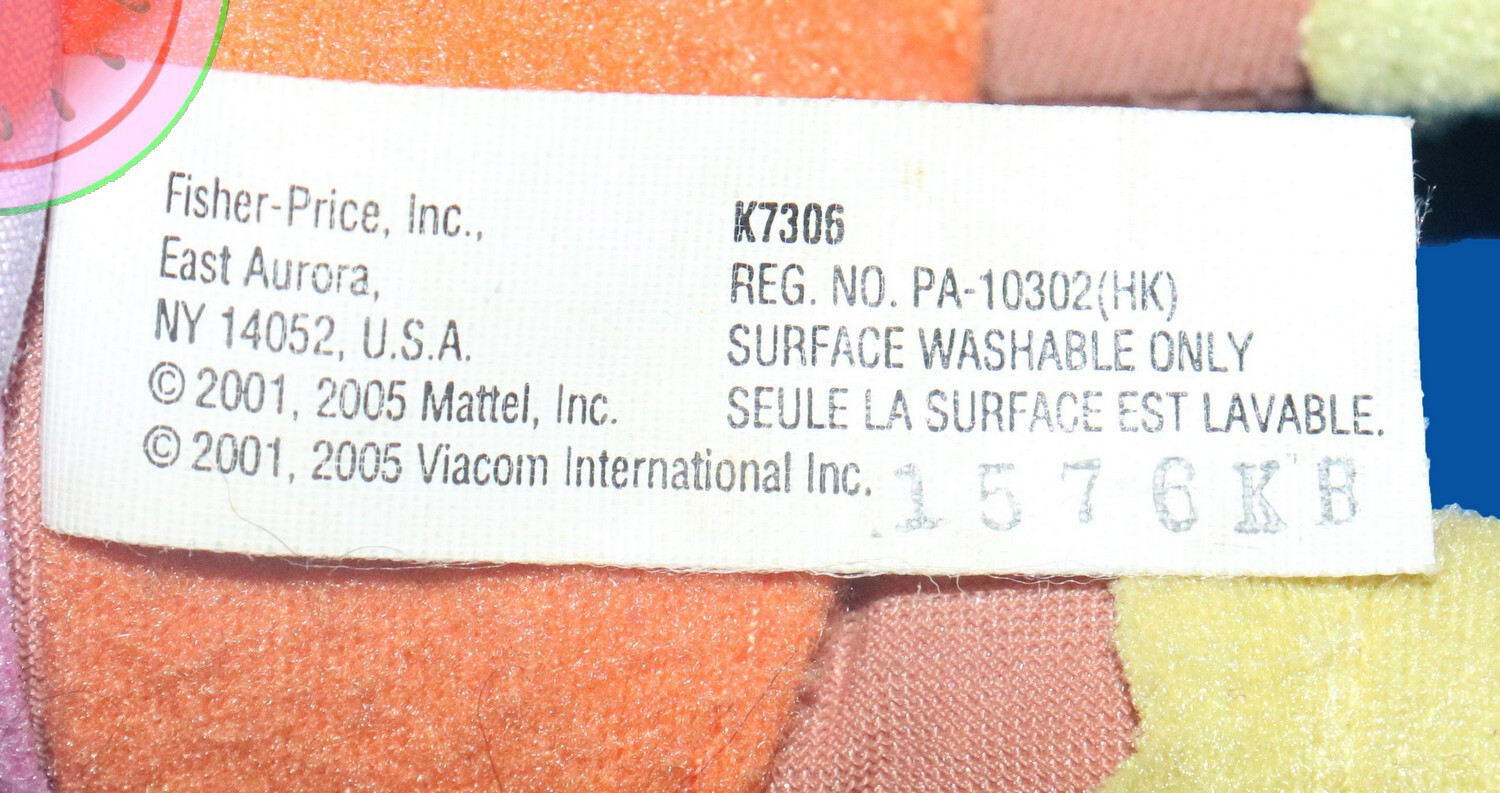 Fisher-Price, Inc.,
East Aurora,
NY 14052, U.S.A.
© 2001, 2005 Mattel, Inc.
© 2001, 2005 Viacom International Inc.
K7306
REG. NO. PA-10302(HK)
SURFACE WASHABLE ONLY
SEULE LA SURFACE EST LAVABLE.
1576KB